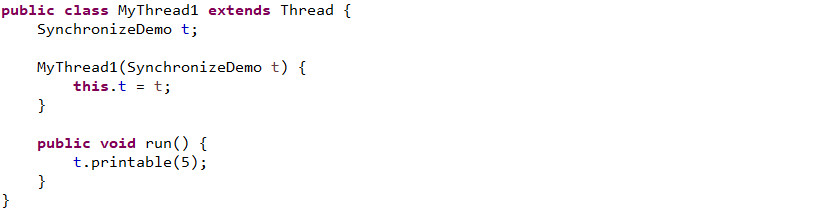 public class MyThread1 extends Thread {
    SynchronizeDemo t;

    MyThread1(SynchronizeDemo t) {
        this.t = t;
    }

    public void run() {
        t.printable(5);
    }
}